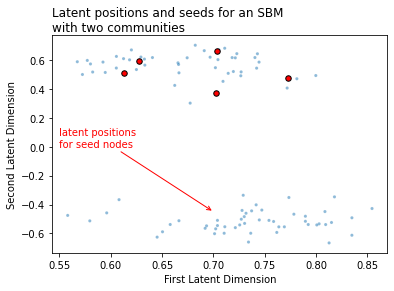 Latent positions and seeds for an SBM
with two communities
Second Latent Dimension
0.6
0.4
0.2
0.0
−0.2
−0.4
−0.6
latent positions
for seed nodes
0.55 0.60 0.65 0.70 0.75 0.80 0.85
First Latent Dimension